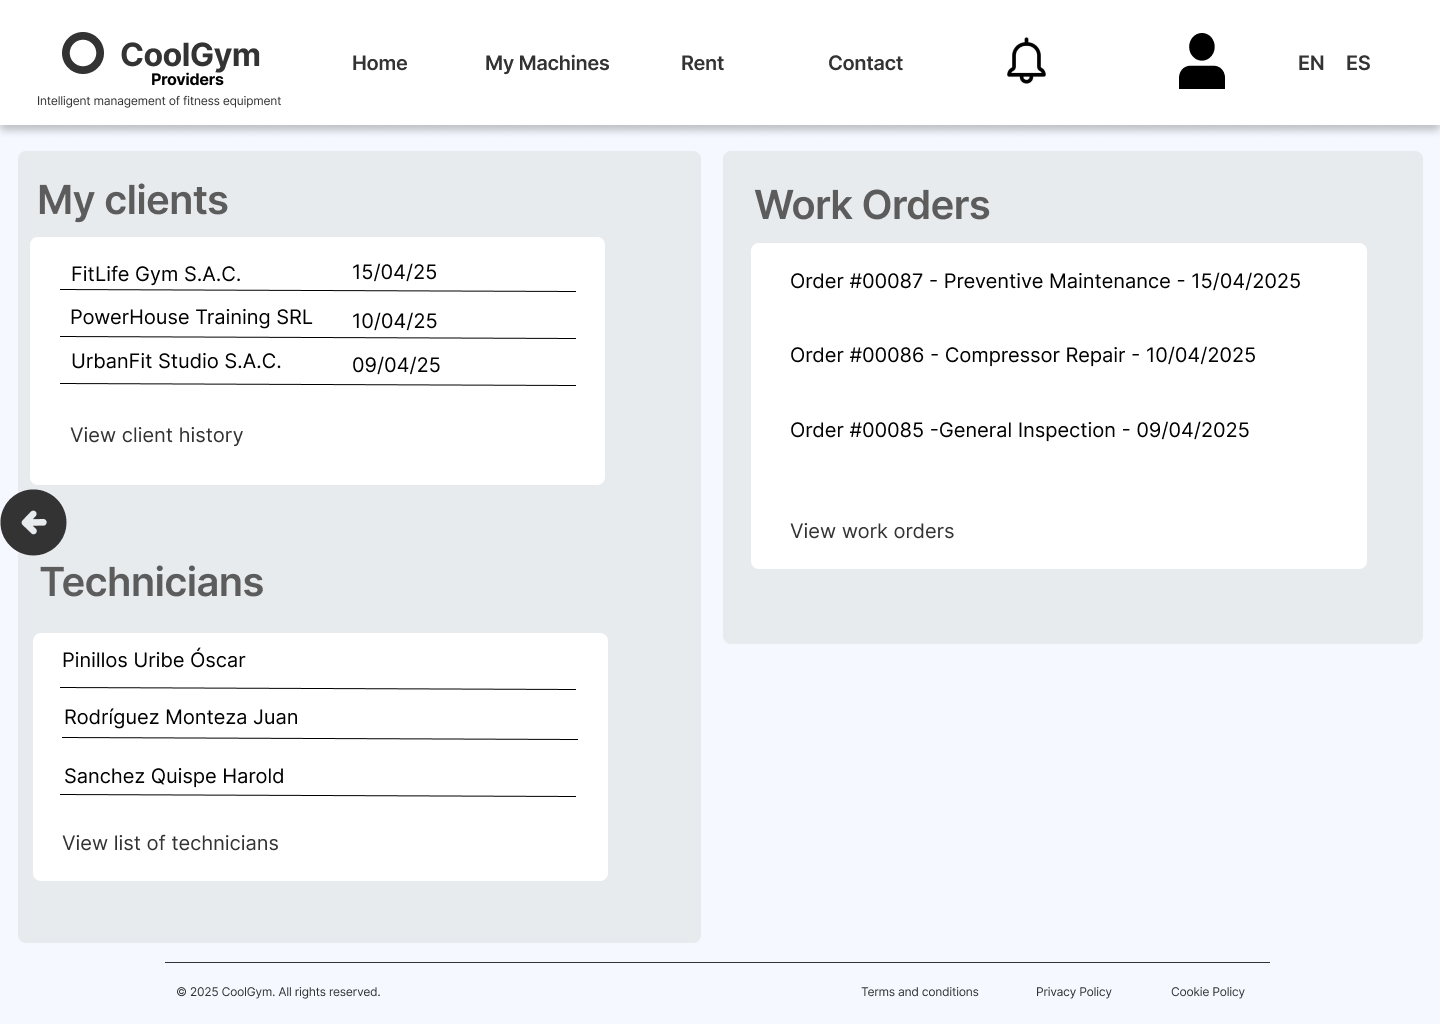 CoolGym
Providers
Intelligent management of fitness equipment
Home
My Machines
Rent
Contact
EN ES
My clients
FitLife Gym S.A.C. 15/04/25
PowerHouse Training SRL 10/04/25
UrbanFit Studio S.A.C. 09/04/25
View client history
Technicians
Pinillos Uribe Óscar
Rodríguez Monteza Juan
Sanchez Quispe Harold
View list of technicians
Work Orders
Order #00087 - Preventive Maintenance - 15/04/2025
Order #00086 - Compressor Repair - 10/04/2025
Order #00085 -General Inspection - 09/04/2025
View work orders
© 2025 CoolGym. All rights reserved.
Terms and conditions
Privacy Policy
Cookie Policy